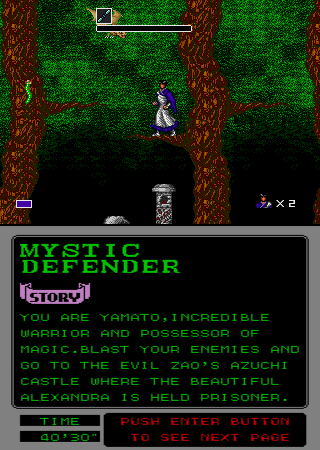 × 2
MYSTIC
DEFENDER
STORY
YOU ARE YAMATO,INCREDIBLE
WARRIOR AND POSSESSOR OF
MAGIC.BLAST YOUR ENEMIES AND
GO TO THE EVIL ZAO'S AZUCHI
CASTLE WHERE THE BEAUTIFUL
ALEXANDRA IS HELD PRISONER.
TIME
40'30"
PUSH ENTER BUTTON
TO SEE NEXT PAGE